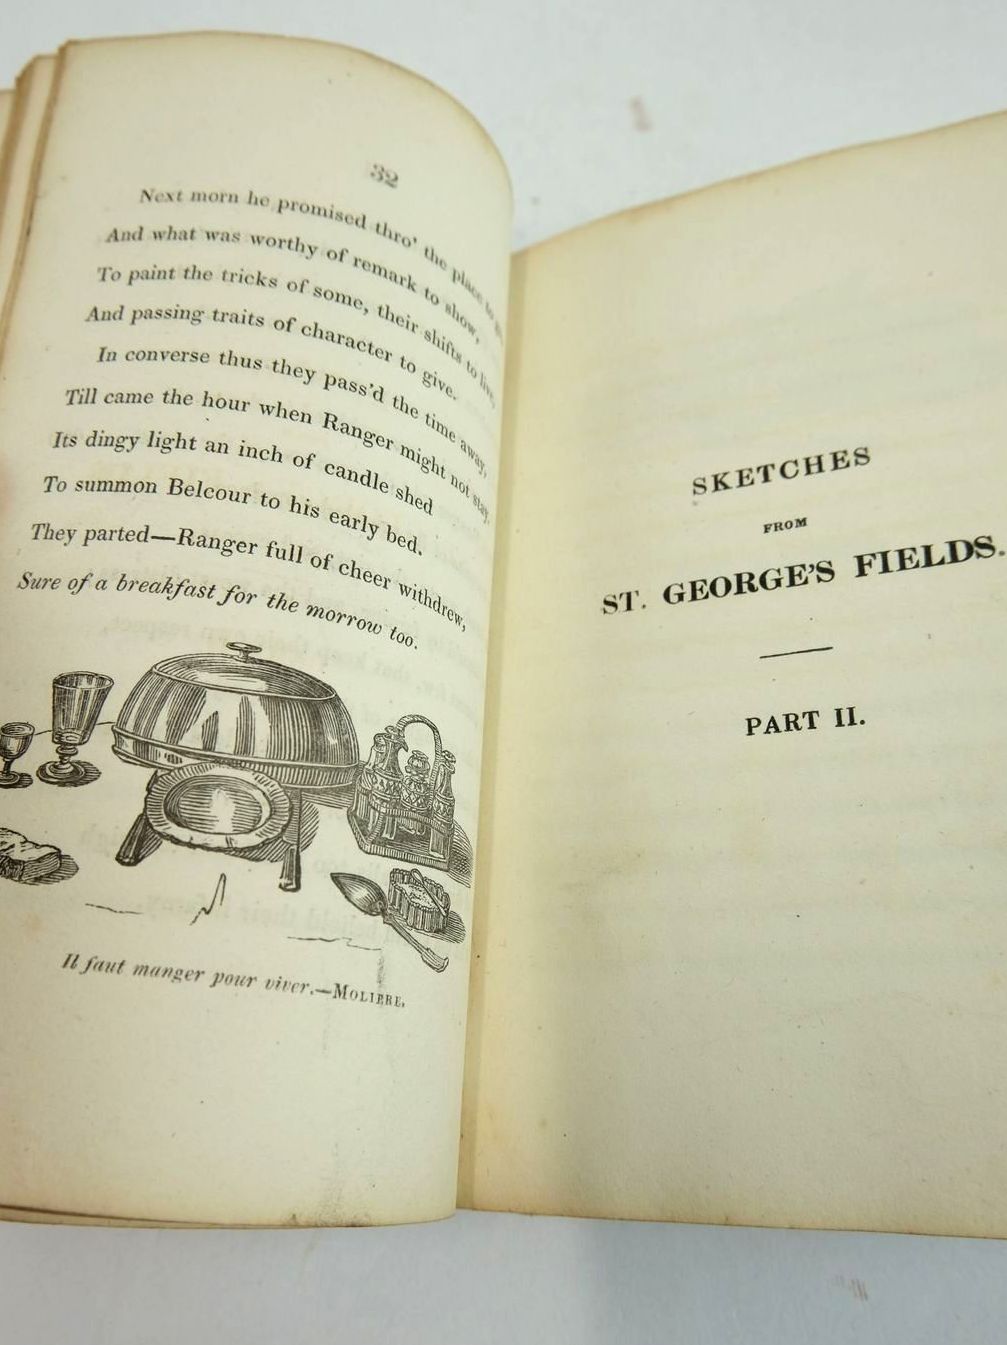 32
Next morn he promised thro' the place to
And what was worthy of remark to show,
To paint the tricks of some, their shifts to live,
And passing traits of character to give.
In converse thus they pass'd the time away,
Till came the hour when Ranger might not stay.
Its dingy light an inch of candle shed
To summon Belcour to his early bed.
They parted—Ranger full of cheer withdrew,
Sure of a breakfast for the morrow too.
Il faut manger pour viver.—MOLIERE.
SKETCHES
FROM
ST. GEORGE'S FIELDS.
PART II.